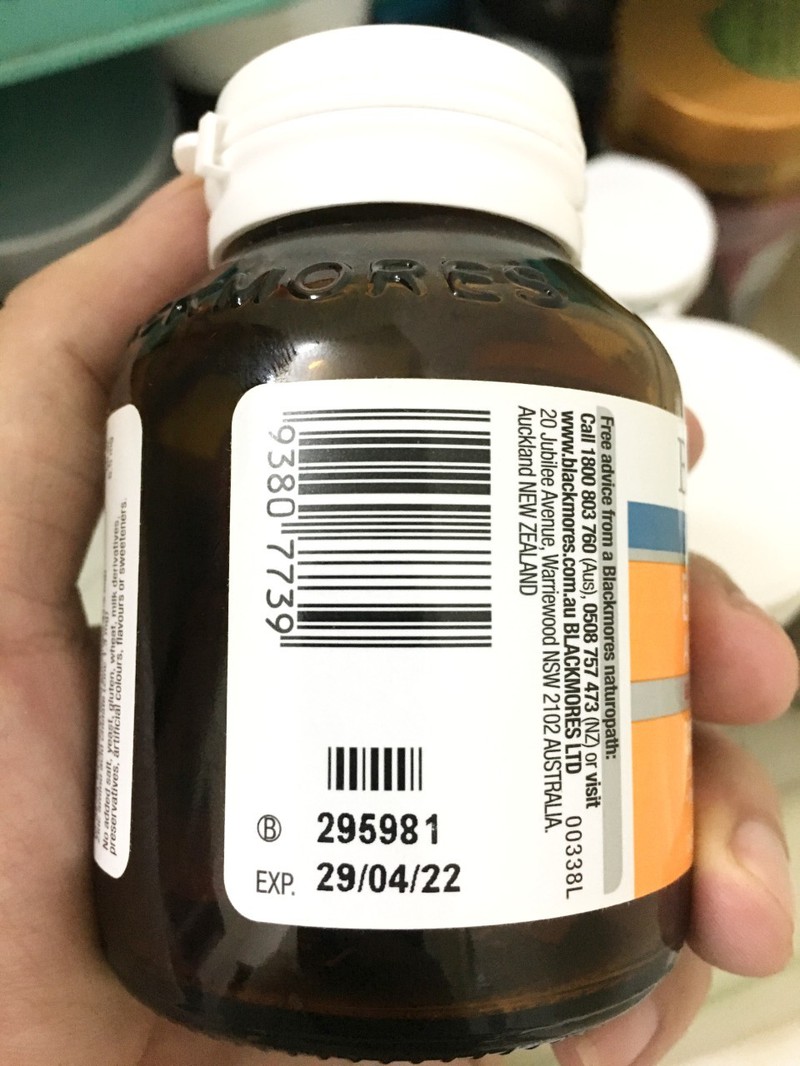 MORES
9380 7739
Free advice from a Blackmores naturopath:
Call 1800 803 760 (Aus), 0508 757 473 (NZ) or visit
www.blackmores.com.au BLACKMORES LTD
20 Jubilee Avenue, Warriewood NSW 2102 AUSTRALIA.
Auckland NEW ZEALAND
00338L
B 295981
EXP. 29/04/22
No added salt, yeast, gluten, wheat, milk derivatives,
preservatives, artificial colours, flavours or sweeteners.